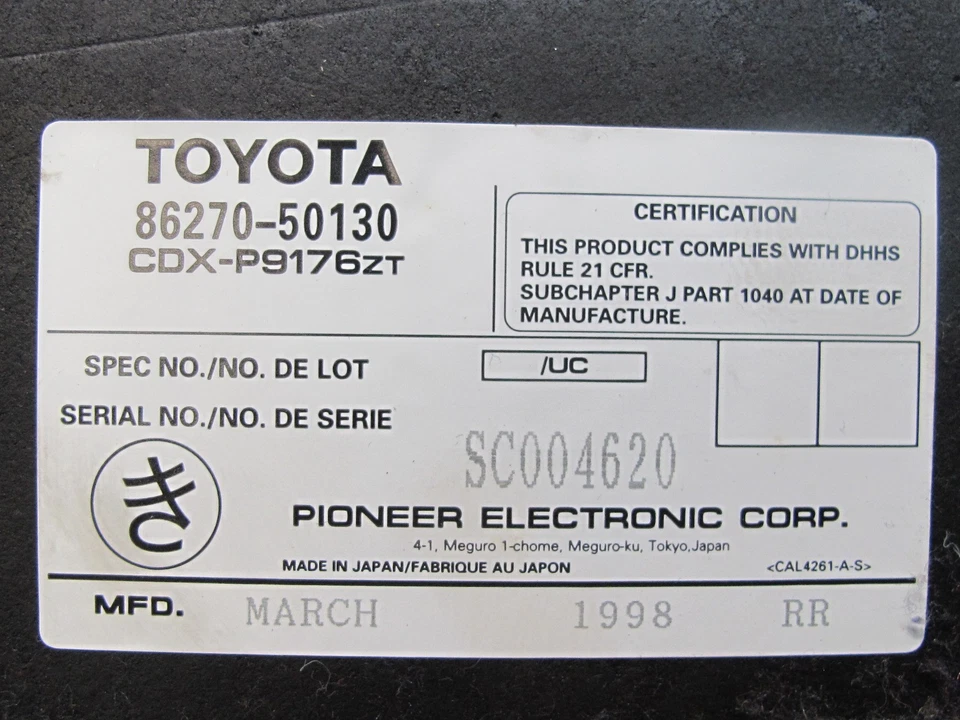 TOYOTA
86270-50130
CDX-P9176ZT
CERTIFICATION
THIS PRODUCT COMPLIES WITH DHHS
RULE 21 CFR.
SUBCHAPTER J PART 1040 AT DATE OF
MANUFACTURE.
SPEC NO./NO. DE LOT
/UC
SERIAL NO./NO. DE SERIE
SC004620
PIONEER ELECTRONIC CORP.
4-1, Meguro 1-chome, Meguro-ku, Tokyo,Japan
MADE IN JAPAN/FABRIQUE AU JAPON
<CAL4261-A-S>
MFD. MARCH 1998 RR